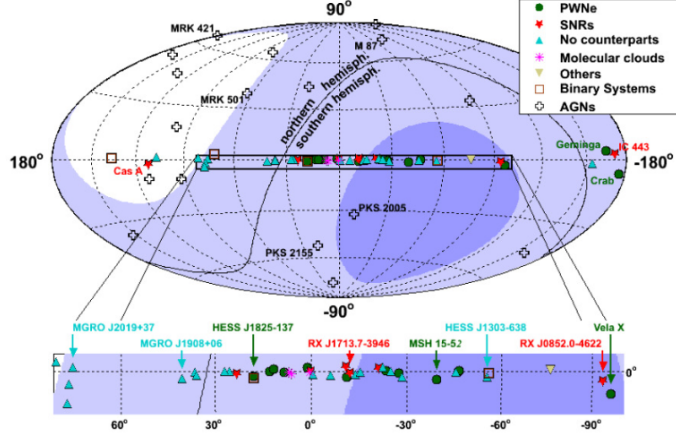 90°
MRK 421
M 87
MRK 501
northern hemisph.
southern hemisph.
PWNe
SNRs
No counterparts
Molecular clouds
Others
Binary Systems
AGNs
180°
Cas A
Geminga
IC 443
-180°
Crab
PKS 2005
PKS 2155
-90°
MGRO J2019+37
HESS J1825-137
HESS J1303-638
Vela X
MGRO J1908+06
RX J1713.7-3946
MSH 15-52
RX J0852.0-4622
0°
60°
30°
0°
-30°
-60°
-90°